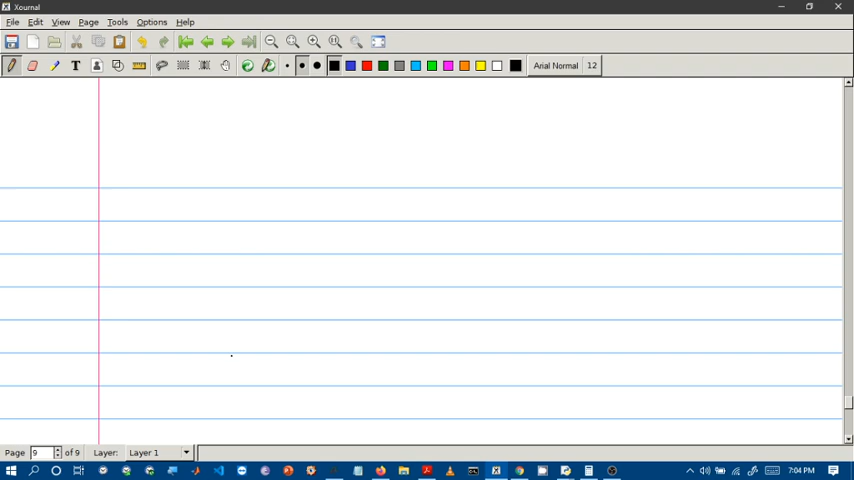 Xournal
File Edit View Page Tools Options Help
Arial Normal 12
Page 9 of 9 Layer: Layer 1
7:04 PM